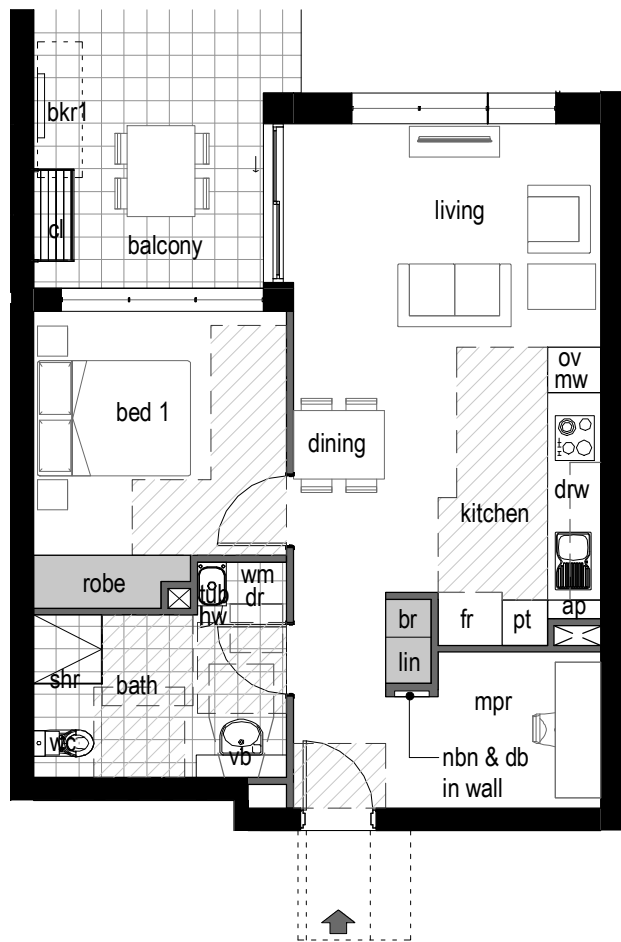 bkr1
cl
balcony
living
ov
mw
bed 1
dining
drw
kitchen
robe
wm
dr
tub
hw
br
lin
fr
pt
ap
shr
bath
mpr
wc
vb
nbn & db
in wall